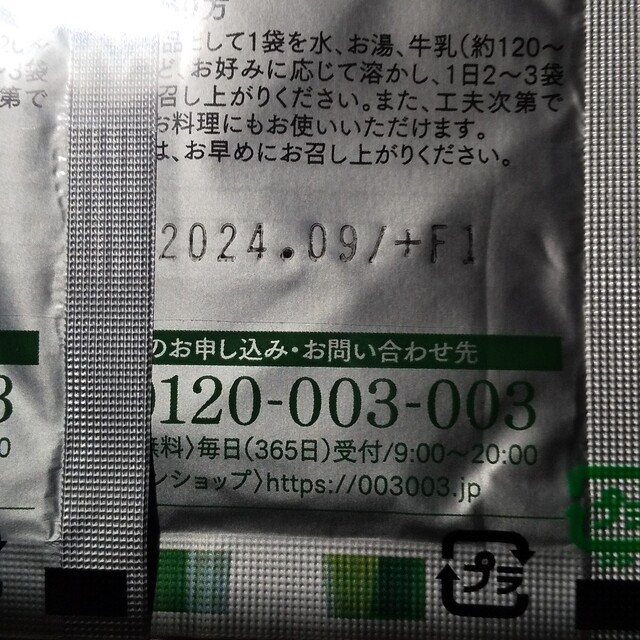 がり方
品として1袋を水、お湯、牛乳(約120〜
ど、お好みに応じて溶かし、1日2〜3袋
召し上がりください。また、工夫次第で
お料理にもお使いいただけます。
は、お早めにお召し上がりください。
2024.09/+F1
のお申し込み・お問い合わせ先
0120-003-003
無料〉毎日(365日)受付/9:00〜20:00
ンショップ〉https://003003.jp
プラ